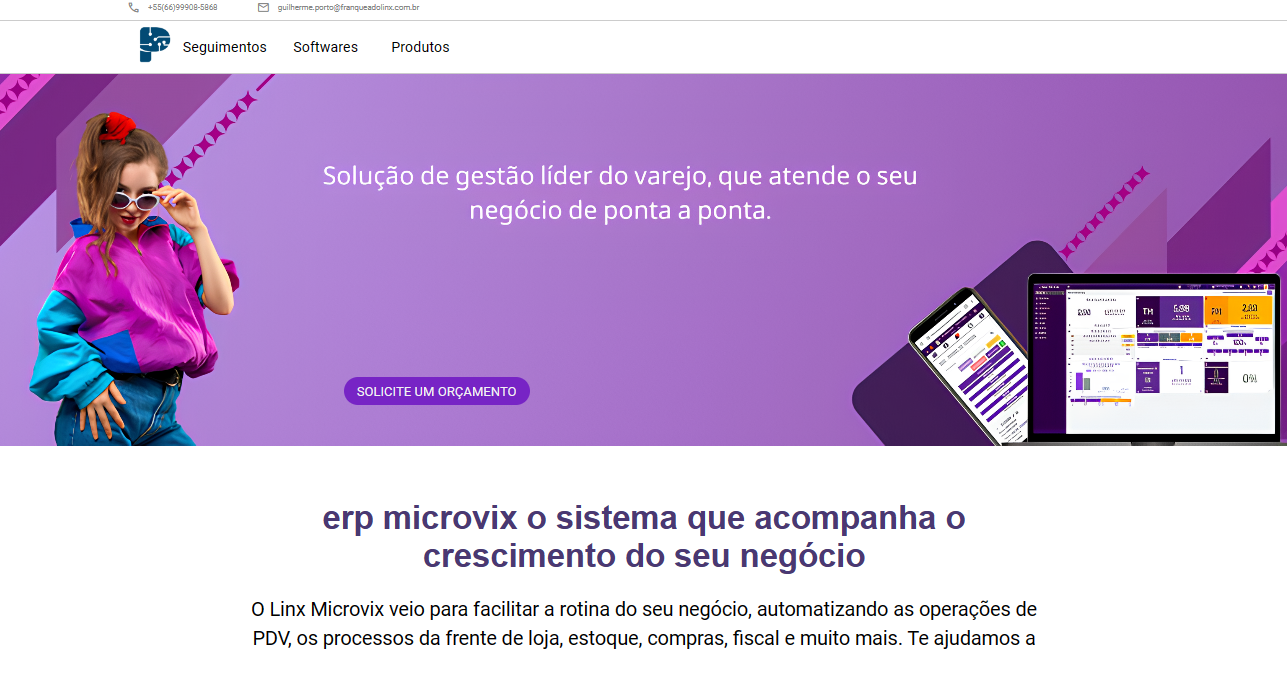 +55(66)99908-5868
guilherme.porto@franqueadolinx.com.br
Seguimentos
Softwares
Produtos
Solução de gestão líder do varejo, que atende o seu
negócio de ponta a ponta.
SOLICITE UM ORÇAMENTO
TM
0%
erp microvix o sistema que acompanha o
crescimento do seu negócio
O Linx Microvix veio para facilitar a rotina do seu negócio, automatizando as operações de
PDV, os processos da frente de loja, estoque, compras, fiscal e muito mais. Te ajudamos a